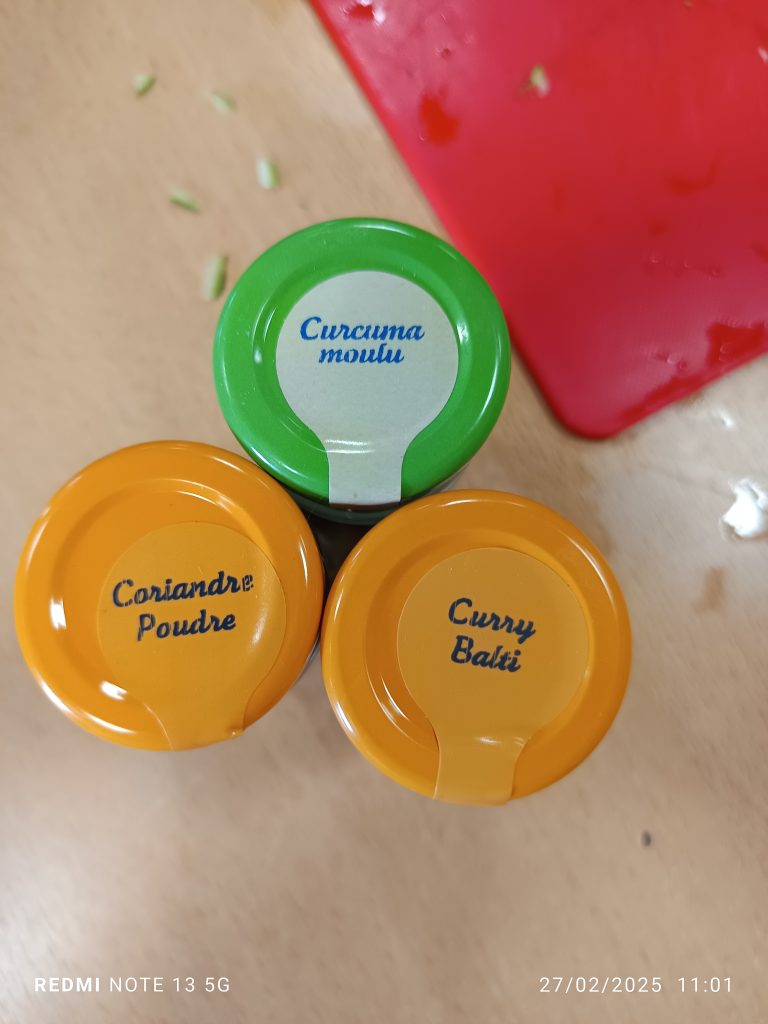 Curcuma
moulu
Coriandre
Poudre
Curry
Balti
REDMI NOTE 13 5G
27/02/2025 11:01